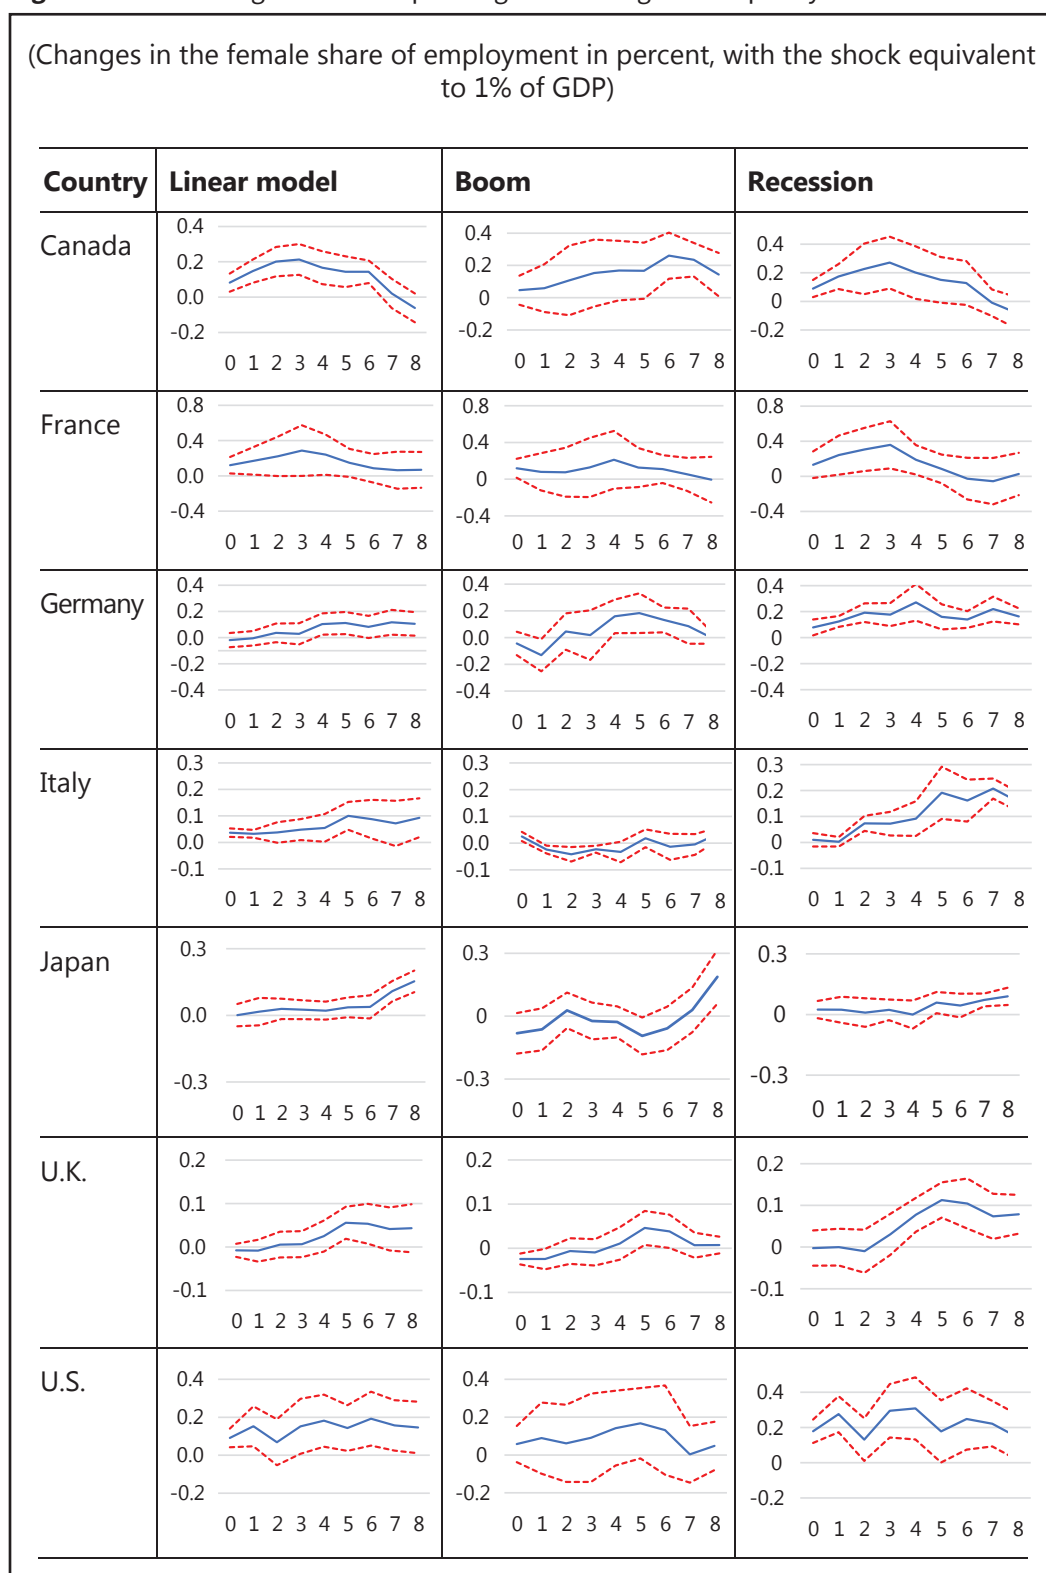 (Changes in the female share of employment in percent, with the shock equivalent
to 1% of GDP)
Country Linear model Boom Recession
Canada
0.4
0.2
0.0
-0.2
0 1 2 3 4 5 6 7 8
0.4
0.2
0
-0.2
0 1 2 3 4 5 6 7 8
0.4
0.2
0
-0.2
0 1 2 3 4 5 6 7 8
France
0.8
0.4
0.0
-0.4
0 1 2 3 4 5 6 7 8
0.8
0.4
0
-0.4
0 1 2 3 4 5 6 7 8
0.8
0.4
0
-0.4
0 1 2 3 4 5 6 7 8
Germany
0.4
0.2
0.0
-0.2
-0.4
0 1 2 3 4 5 6 7 8
0.4
0.2
0.0
-0.2
-0.4
0 1 2 3 4 5 6 7 8
0.4
0.2
0
-0.2
-0.4
0 1 2 3 4 5 6 7 8
Italy
0.3
0.2
0.1
0.0
-0.1
0 1 2 3 4 5 6 7 8
0.3
0.2
0.1
0.0
-0.1
0 1 2 3 4 5 6 7 8
0.3
0.2
0.1
0
-0.1
0 1 2 3 4 5 6 7 8
Japan
0.3
0.0
-0.3
0 1 2 3 4 5 6 7 8
0.3
0
-0.3
0 1 2 3 4 5 6 7 8
0.3
0
-0.3
0 1 2 3 4 5 6 7 8
U.K.
0.2
0.1
0.0
-0.1
0 1 2 3 4 5 6 7 8
0.2
0.1
0
-0.1
0 1 2 3 4 5 6 7 8
0.2
0.1
0
-0.1
0 1 2 3 4 5 6 7 8
U.S.
0.4
0.2
0.0
-0.2
0 1 2 3 4 5 6 7 8
0.4
0.2
0
-0.2
0 1 2 3 4 5 6 7 8
0.4
0.2
0
-0.2
0 1 2 3 4 5 6 7 8